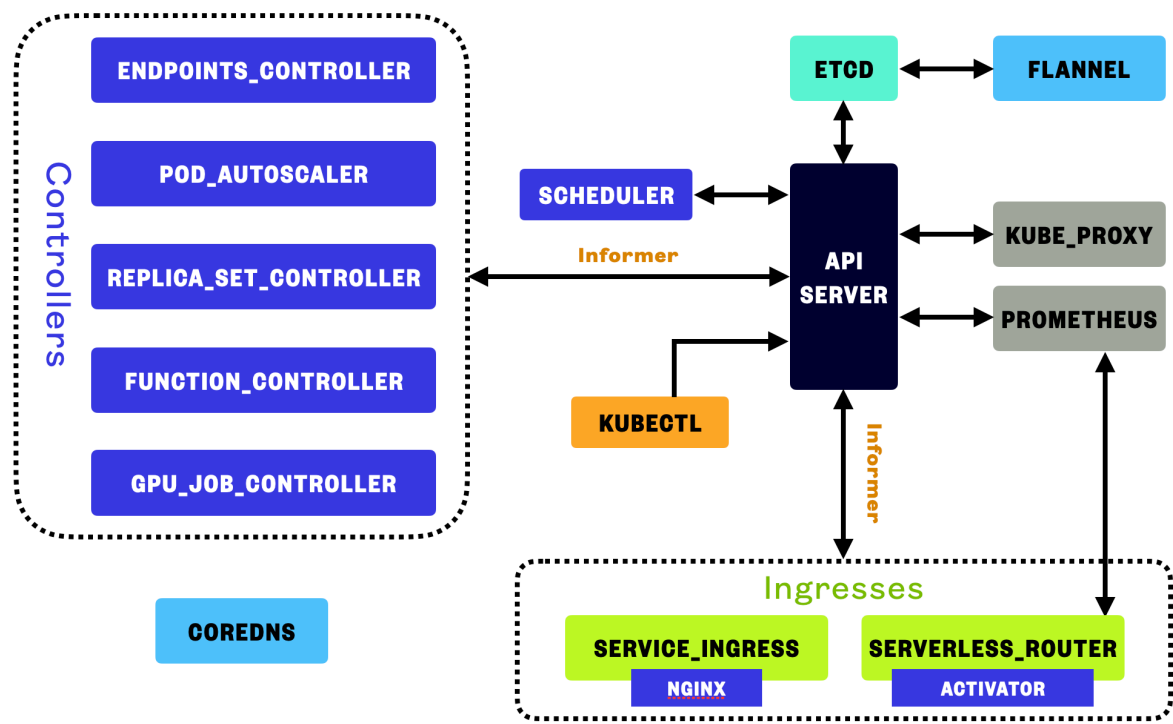 Controllers
ENDPOINTS_CONTROLLER
POD_AUTOSCALER
REPLICA_SET_CONTROLLER
FUNCTION_CONTROLLER
GPU_JOB_CONTROLLER
COREDNS
ETCD
FLANNEL
SCHEDULER
Informer
API
SERVER
KUBE_PROXY
PROMETHEUS
KUBECTL
Informer
Ingresses
SERVICE_INGRESS
NGINX
SERVERLESS_ROUTER
ACTIVATOR